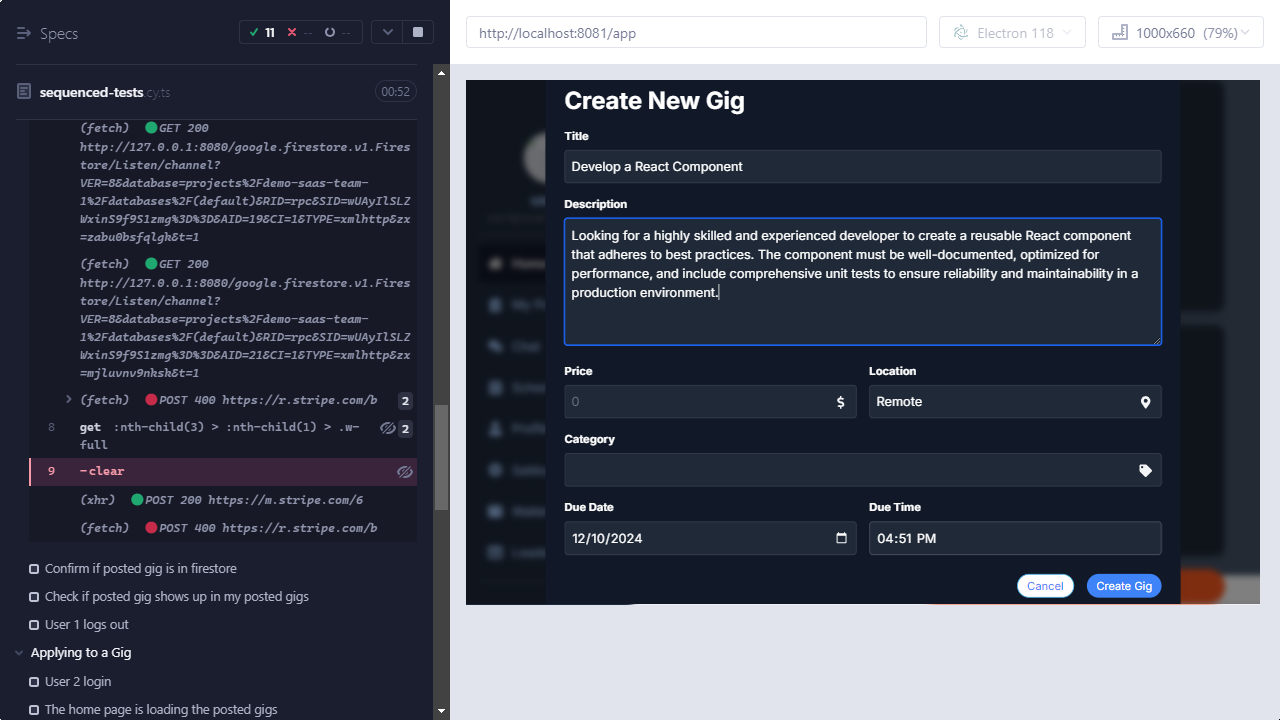 Specs
11
--
--
sequenced-tests.cy.ts
00:52
(fetch) GET 200
http://127.0.0.1:8080/google.firestore.v1.Fires
tore/Listen/channel?
VER=8&database=projects%2Fdemo-saas-team-
1%2Fdatabases%2F(default)&RID=rpc&SID=wUAyIlSLZ
WxinS9f9S1zmg%3D%3D&AID=19&CI=1&TYPE=xmlhttp&zx
=zabu0bsfqlgh&t=1
(fetch) GET 200
http://127.0.0.1:8080/google.firestore.v1.Fires
tore/Listen/channel?
VER=8&database=projects%2Fdemo-saas-team-
1%2Fdatabases%2F(default)&RID=rpc&SID=wUAyIlSLZ
WxinS9f9S1zmg%3D%3D&AID=21&CI=1&TYPE=xmlhttp&zx
=mjluvnv9nksk&t=1
(fetch) POST 400 https://r.stripe.com/b 2
8 get :nth-child(3) > :nth-child(1) > .w-full 2
9 -clear
(xhr) POST 200 https://m.stripe.com/6
(fetch) POST 400 https://r.stripe.com/b
Confirm if posted gig is in firestore
Check if posted gig shows up in my posted gigs
User 1 logs out
Applying to a Gig
User 2 login
The home page is loading the posted gigs
http://localhost:8081/app
Electron 118
1000x660 (79%)
Create New Gig
Title
Develop a React Component
Description
Looking for a highly skilled and experienced developer to create a reusable React component
that adheres to best practices. The component must be well-documented, optimized for
performance, and include comprehensive unit tests to ensure reliability and maintainability in a
production environment.
Price
0
$
Location
Remote
Category
Due Date
12/10/2024
Due Time
04:51 PM
Cancel
Create Gig